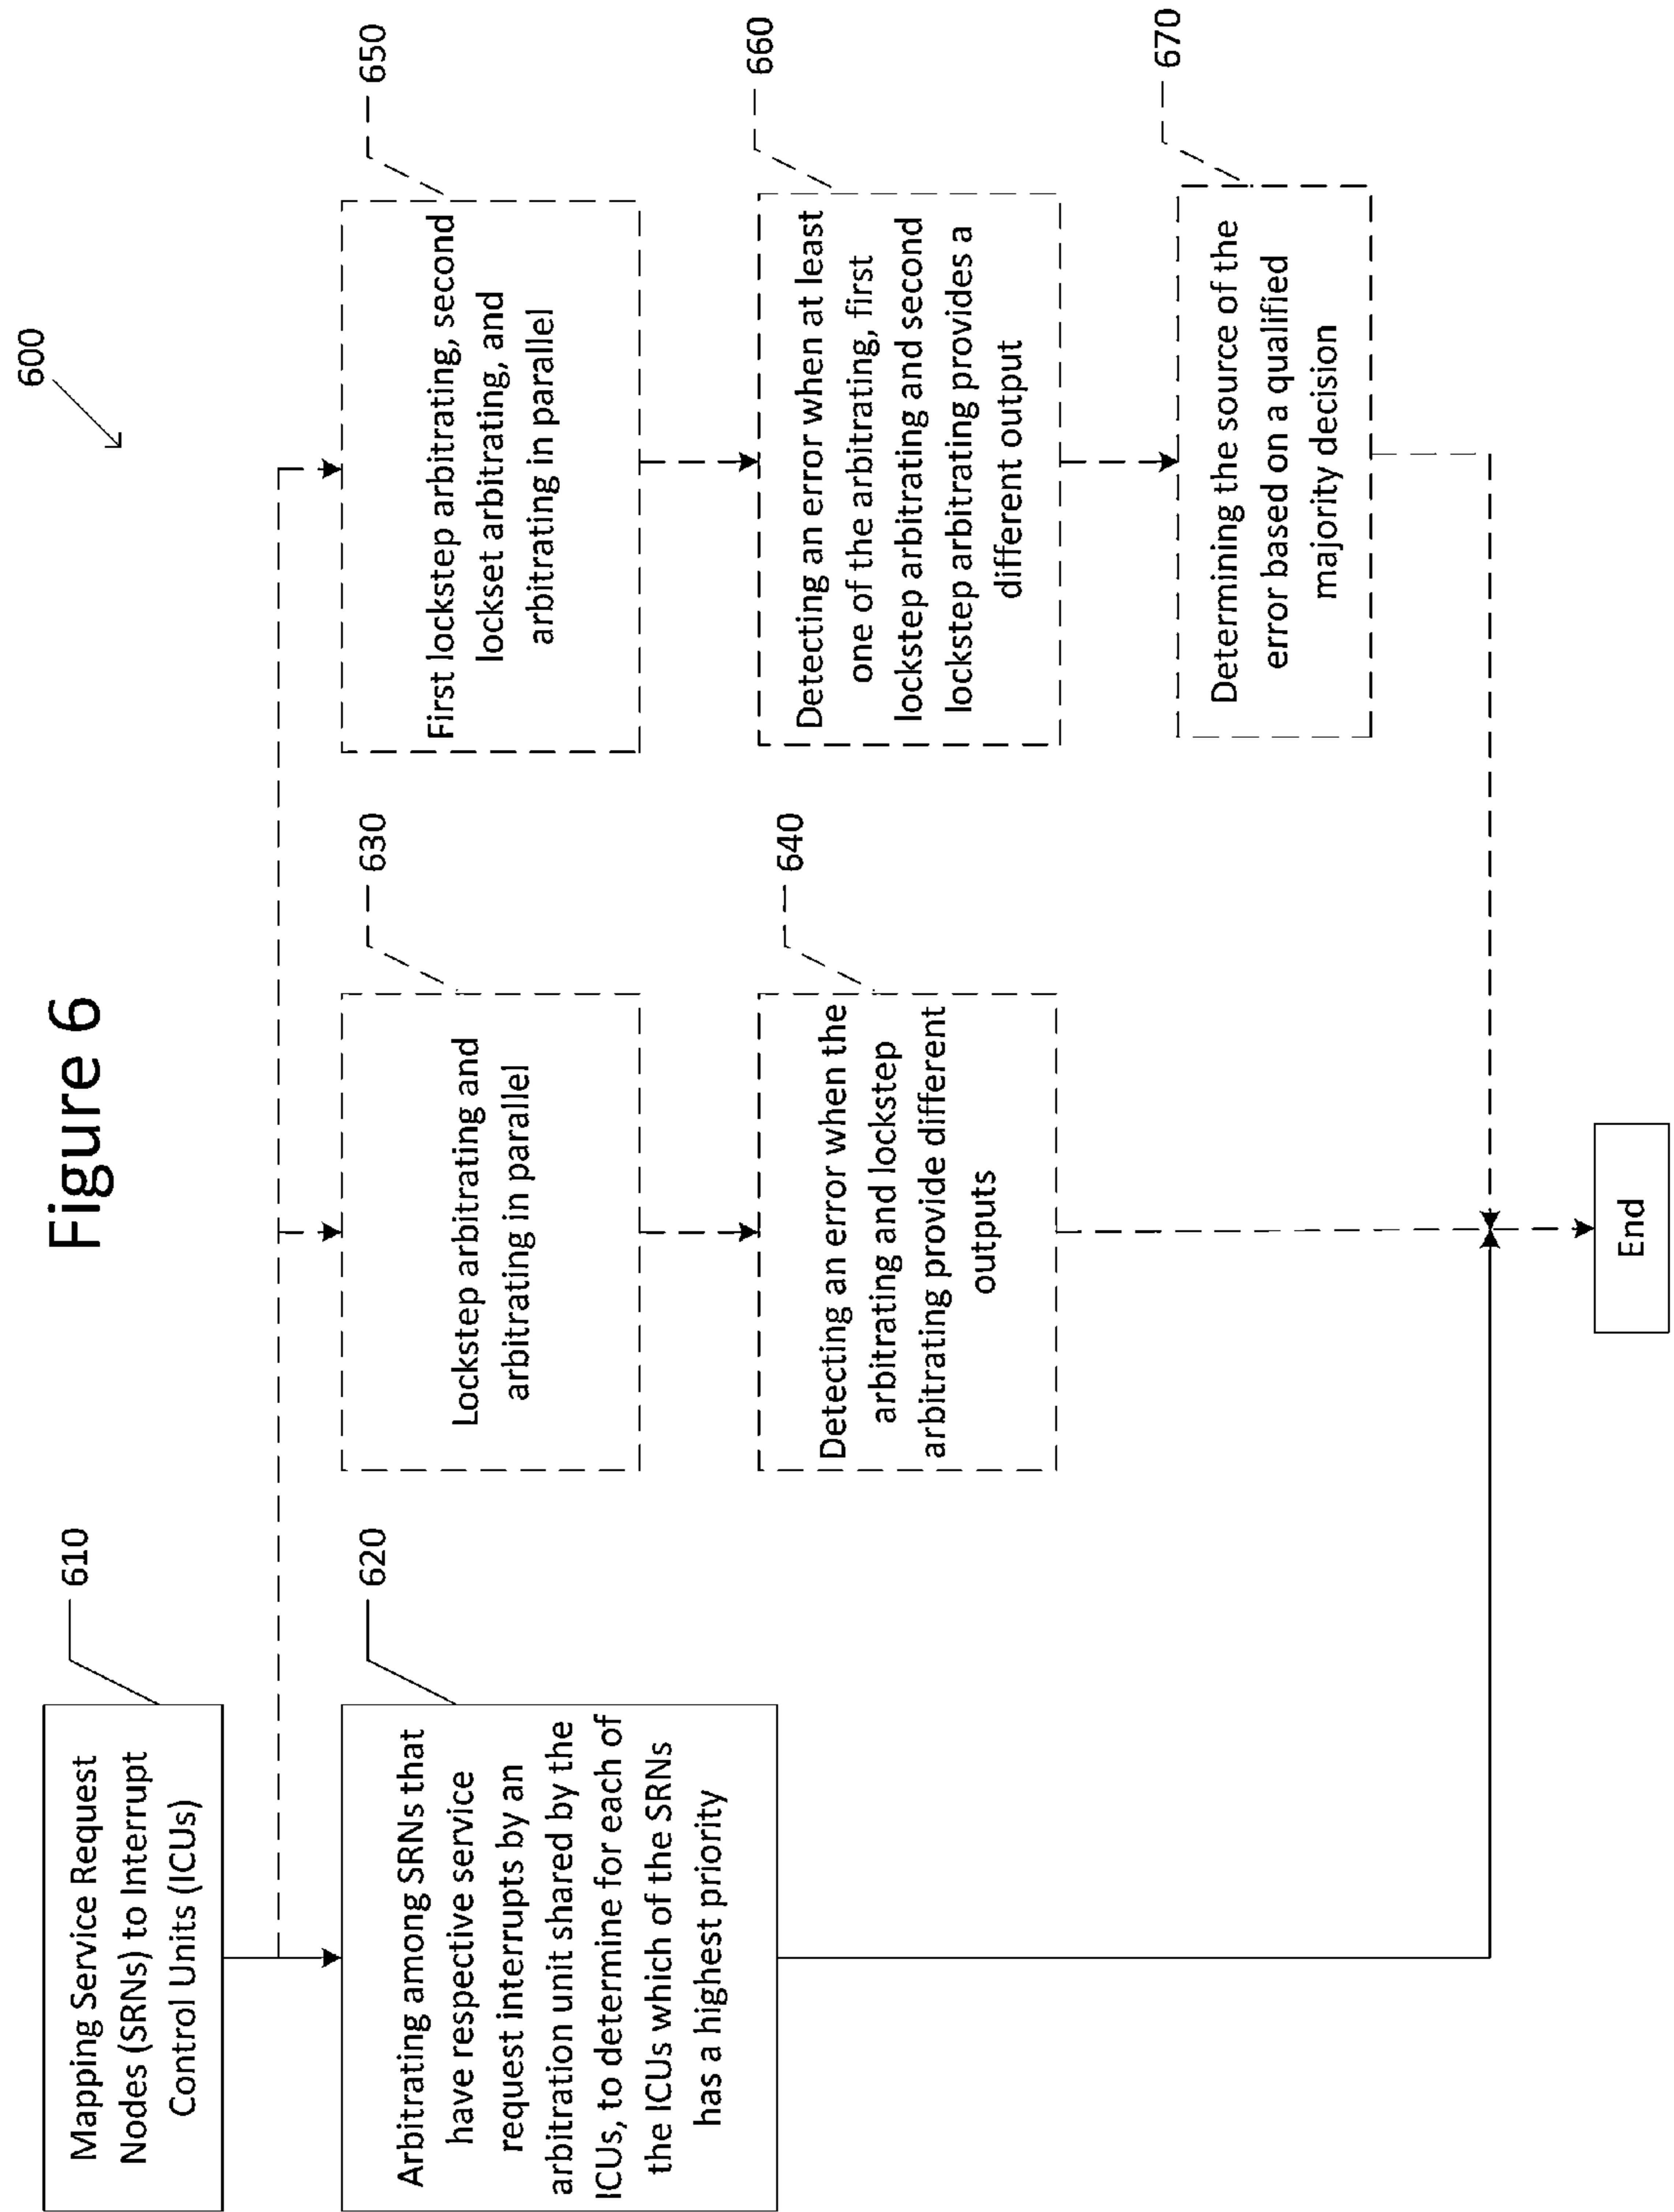 Figure 6
600
Mapping Service Request
Nodes (SRNs) to Interrupt
Control Units (ICUs)
610
Arbitrating among SRNs that
have respective service
request interrupts by an
arbitration unit shared by the
ICUs, to determine for each of
the ICUs which of the SRNs
has a highest priority
620
Lockstep arbitrating and
arbitrating in parallel
630
Detecting an error when the
arbitrating and lockstep
arbitrating provide different
outputs
640
First lockstep arbitrating, second
lockset arbitrating, and
arbitrating in parallel
650
Detecting an error when at least
one of the arbitrating, first
lockstep arbitrating and second
lockstep arbitrating provides a
different output
660
Determining the source of the
error based on a qualified
majority decision
670
End